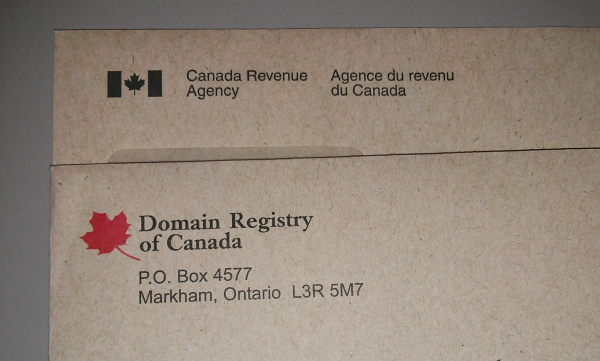 Canada Revenue Agence du revenu
Agency du Canada
Domain Registry
of Canada
P.O. Box 4577
Markham, Ontario L3R 5M7